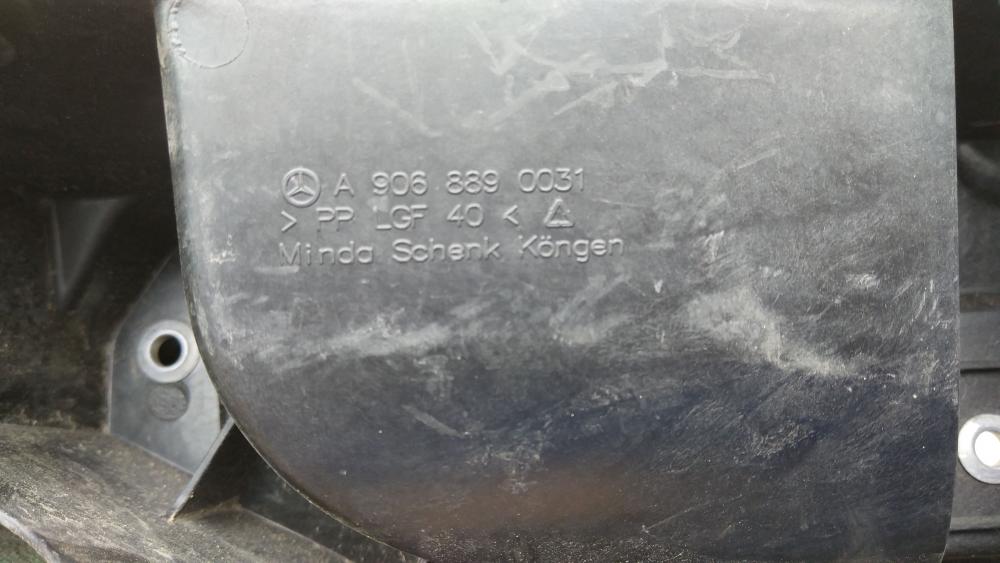 A 906 889 0031
> PP LGF 40 <
Minda Schenk Köngen